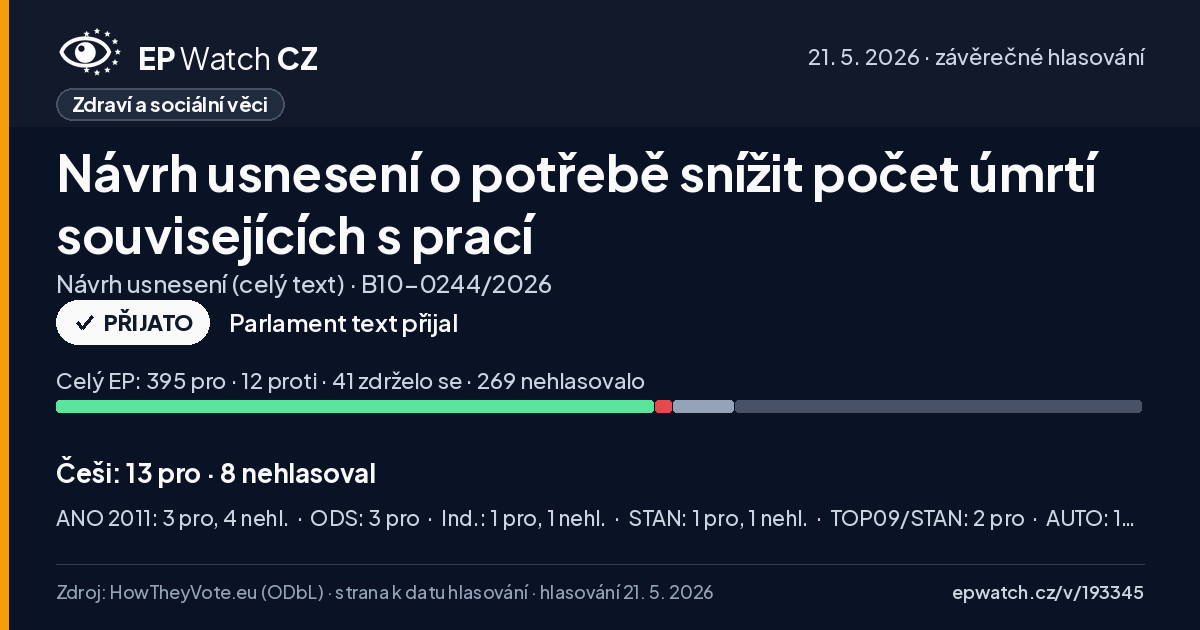 EP Watch CZ
21. 5. 2026 · závěrečné hlasování
Zdraví a sociální věci
Návrh usnesení o potřebě snížit počet úmrtí
souvisejících s prací
Návrh usnesení (celý text) · B10-0244/2026
✓ PŘIJATO Parlament text přijal
Celý EP: 395 pro · 12 proti · 41 zdrželo se · 269 nehlasovalo
Češi: 13 pro · 8 nehlasoval
ANO 2011: 3 pro, 4 nehl. · ODS: 3 pro · Ind.: 1 pro, 1 nehl. · STAN: 1 pro, 1 nehl. · TOP09/STAN: 2 pro · AUTO: 1…
Zdroj: HowTheyVote.eu (ODbL) · strana k datu hlasování · hlasování 21. 5. 2026
epwatch.cz/v/193345